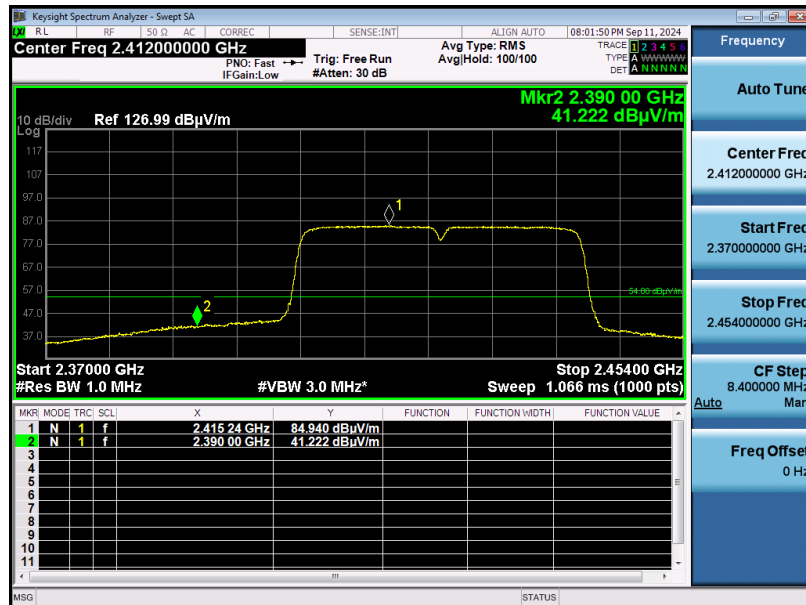 Keysight Spectrum Analyzer - Swept SA
LXI RL RF 50 Ω AC CORREC SENSE:INT ALIGN AUTO 08:01:50 PM Sep 11, 2024
Center Freq 2.412000000 GHz
PNO: Fast
IFGain:Low
Trig: Free Run
#Atten: 30 dB
Avg Type: RMS
Avg|Hold: 100/100
TRACE 1 2 3 4 5 6
TYPE A WWWWW
DET A N N N N N
Mkr2 2.390 00 GHz
41.222 dBµV/m
10 dB/div Ref 126.99 dBµV/m
Log
117
107
97.0
87.0
77.0
67.0
57.0
47.0
37.0
1
2
54.00 dBµV/m
Start 2.37000 GHz Stop 2.45400 GHz
#Res BW 1.0 MHz #VBW 3.0 MHz* Sweep 1.066 ms (1000 pts)
MKR MODE TRC SCL X Y FUNCTION FUNCTION WIDTH FUNCTION VALUE
1 N 1 f 2.415 24 GHz 84.940 dBµV/m
2 N 1 f 2.390 00 GHz 41.222 dBµV/m
3
4
5
6
7
8
9
10
11
MSG STATUS
Frequency
Auto Tune
Center Freq
2.412000000 GHz
Start Freq
2.370000000 GHz
Stop Freq
2.454000000 GHz
CF Step
8.400000 MHz
Auto Man
Freq Offset
0 Hz